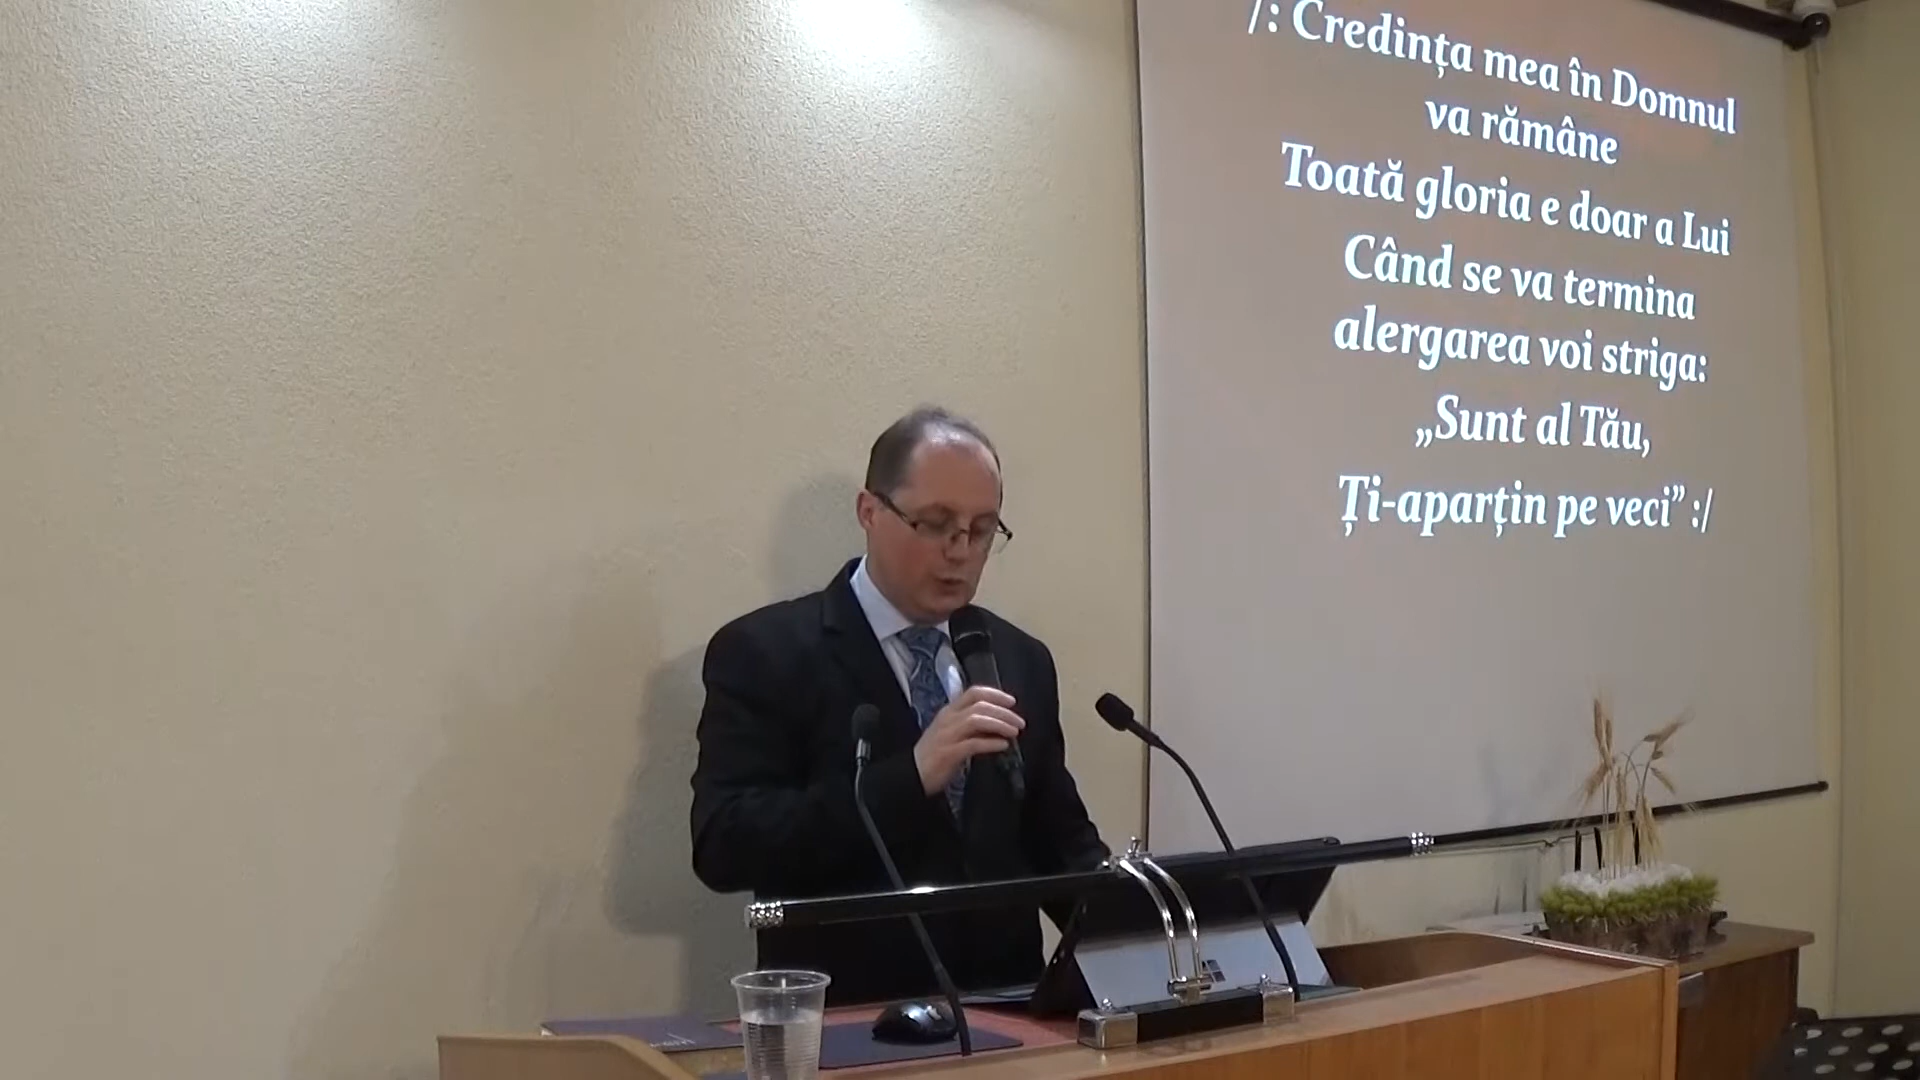 /: Credința mea în Domnul
va rămâne
Toată gloria e doar a Lui
Când se va termina
alergarea voi striga:
„Sunt al Tău,
Ți-aparțin pe veci” :/